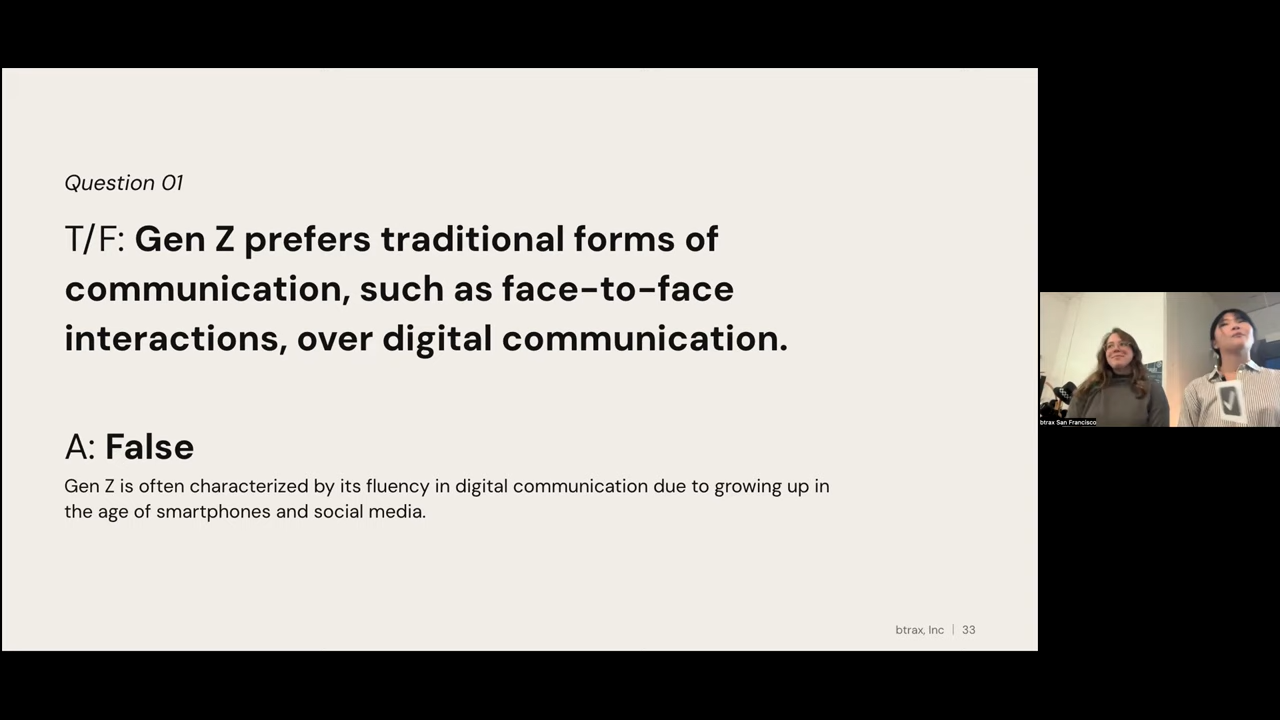 Question 01
T/F: Gen Z prefers traditional forms of
communication, such as face-to-face
interactions, over digital communication.
A: False
Gen Z is often characterized by its fluency in digital communication due to growing up in
the age of smartphones and social media.
btrax, Inc | 33
btrax San Francisco